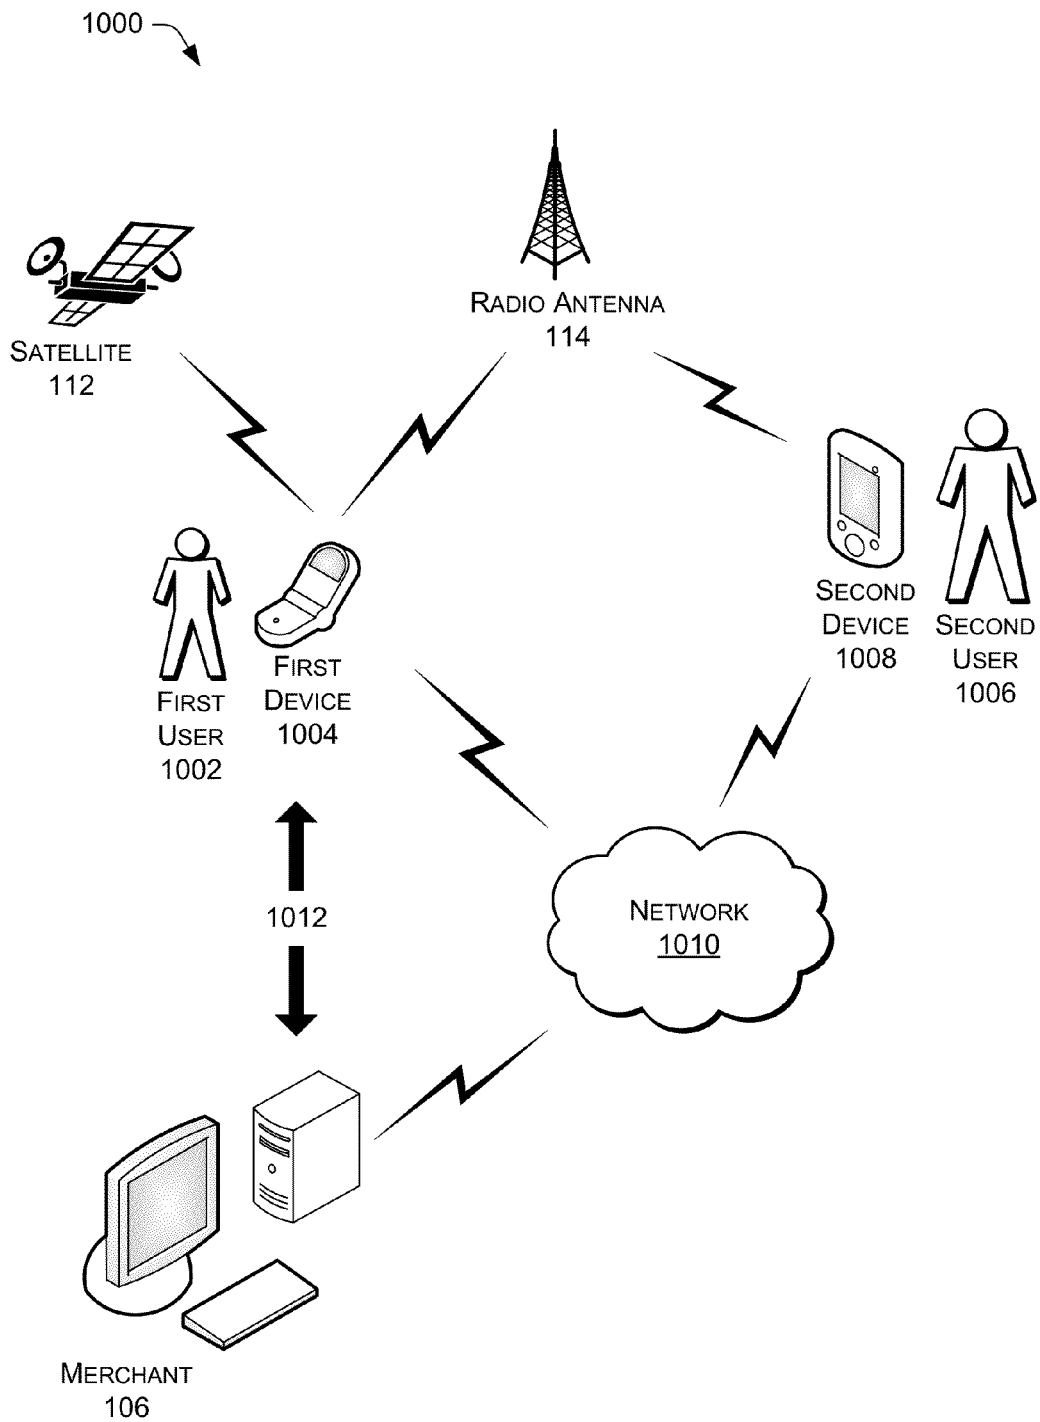 1000
RADIO ANTENNA
114
SATELLITE
112
SECOND
DEVICE
1008
SECOND
USER
1006
FIRST
DEVICE
1004
FIRST
USER
1002
1012
NETWORK
1010
MERCHANT
106